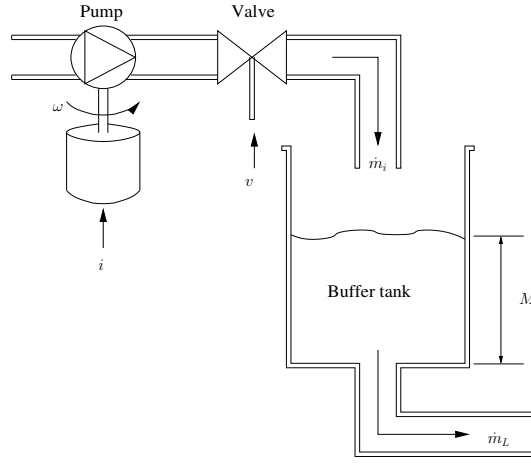 Pump
Valve
ω
ṁ_i
v
i
Buffer tank
M
ṁ_L